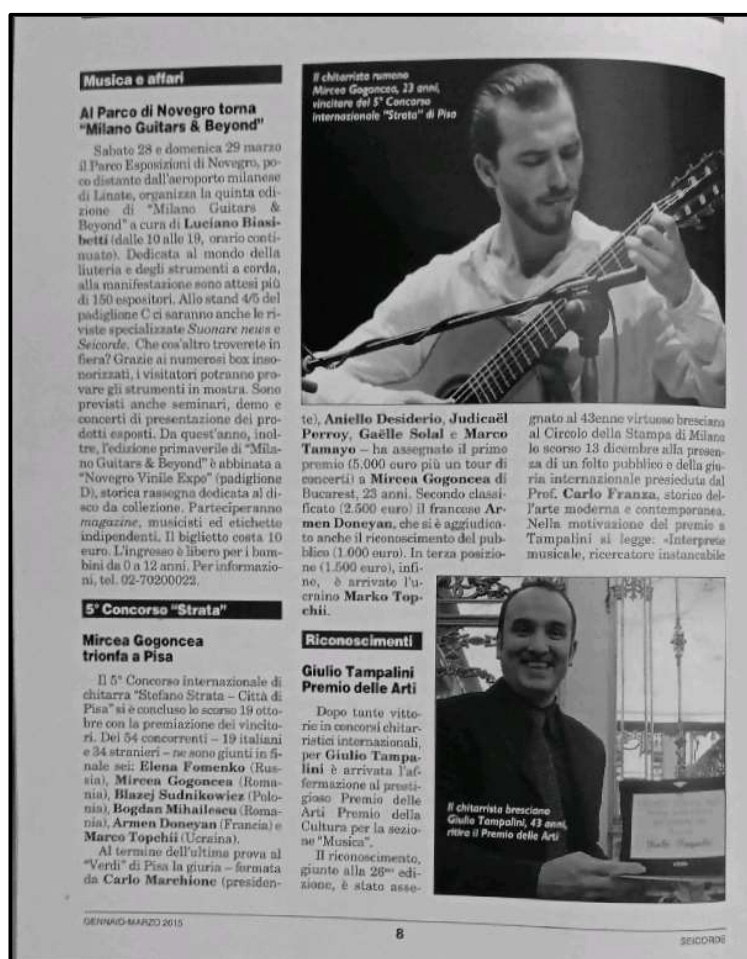 Musica e affari
Al Parco di Novegro torna
"Milano Guitars & Beyond"
Sabato 28 e domenica 29 marzo
il Parco Esposizioni di Novegro, po-
co distante dall'aeroporto milanese
di Linate, organizza la quinta edi-
zione di "Milano Guitars &
Beyond" a cura di Luciano Biasi-
betti (dalle 10 alle 19, orario conti-
nuato). Dedicata al mondo della
liuteria e degli strumenti a corda,
alla manifestazione sono attesi più
di 150 espositori. Allo stand 4/5 del
padiglione C ci saranno anche le ri-
viste specializzate Suonare news e
Seicorde. Che cos'altro troverete in
fiera? Grazie ai numerosi box inso-
norizzati, i visitatori potranno pro-
vare gli strumenti in mostra. Sono
previsti anche seminari, demo e
concerti di presentazione dei pro-
dotti esposti. Da quest'anno, inol-
tre, l'edizione primaverile di "Mila-
no Guitars & Beyond" è abbinata a
"Novegro Vinile Expo" (padiglione
D), storica rassegna dedicata al di-
sco da collezione. Parteciperanno
magazine, musicisti ed etichette
indipendenti. Il biglietto costa 10
euro. L'ingresso è libero per i bam-
bini da 0 a 12 anni. Per informazio-
ni, tel. 02-70200022.
5° Concorso "Strata"
Mircea Gogoncea
trionfa a Pisa
Il 5° Concorso internazionale di
chitarra "Stefano Strata – Città di
Pisa" si è concluso lo scorso 19 otto-
bre con la premiazione dei vincito-
ri. Dei 54 concorrenti – 19 italiani
e 34 stranieri – ne sono giunti in fi-
nale sei: Elena Fomenko (Rus-
sia), Mircea Gogoncea (Roma-
nia), Blazej Sudnikowicz (Polo-
nia), Bogdan Mihailescu (Roma-
nia), Armen Doneyan (Francia) e
Marco Topchii (Ucraina).
Al termine dell'ultima prova al
"Verdi" di Pisa la giuria – formata
da Carlo Marchione (presiden-
Il chitarrista rumeno
Mircea Gogoncea, 23 anni,
vincitore del 5° Concorso
internazionale "Strata" di Pisa
te), Aniello Desiderio, Judicaël
Perroy, Gaëlle Solal e Marco
Tamayo – ha assegnato il primo
premio (5.000 euro più un tour di
concerti) a Mircea Gogoncea di
Bucarest, 23 anni. Secondo classi-
ficato (2.500 euro) il francese Ar-
men Doneyan, che si è aggiudica-
to anche il riconoscimento del pub-
blico (1.000 euro). In terza posizio-
ne (1.500 euro), infi-
ne, è arrivato l'u-
craino Marko Top-
chii.
Riconoscimenti
Giulio Tampalini
Premio delle Arti
Dopo tante vitto-
rie in concorsi chitar-
ristici internazionali,
per Giulio Tampa-
lini è arrivata l'af-
fermazione al presti-
gioso Premio delle
Arti Premio della
Cultura per la sezio-
ne "Musica".
Il riconoscimento,
giunto alla 26ma edi-
zione, è stato asse-
gnato al 43enne virtuoso bresciano
al Circolo della Stampa di Milano
lo scorso 13 dicembre alla presen-
za di un folto pubblico e della giu-
ria internazionale presieduta dal
Prof. Carlo Franza, storico del-
l'arte moderna e contemporanea.
Nella motivazione del premio a
Tampalini si legge: «Interprete
musicale, ricercatore instancabile
Il chitarrista bresciano
Giulio Tampalini, 43 anni,
ritira il Premio delle Arti
GENNAIO-MARZO 2015
8
SEICORDE